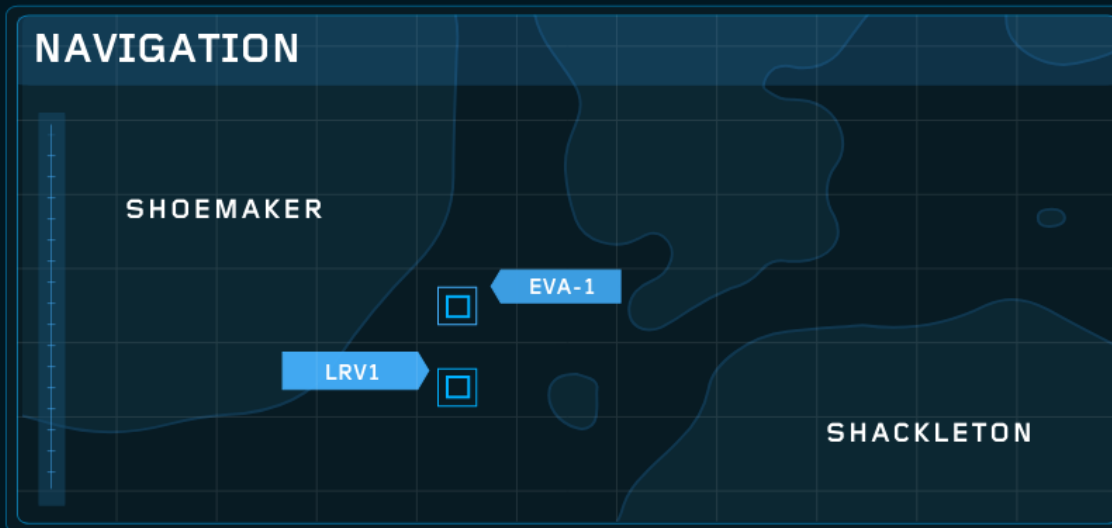 NAVIGATION
SHOEMAKER
EVA-1
LRV1
SHACKLETON